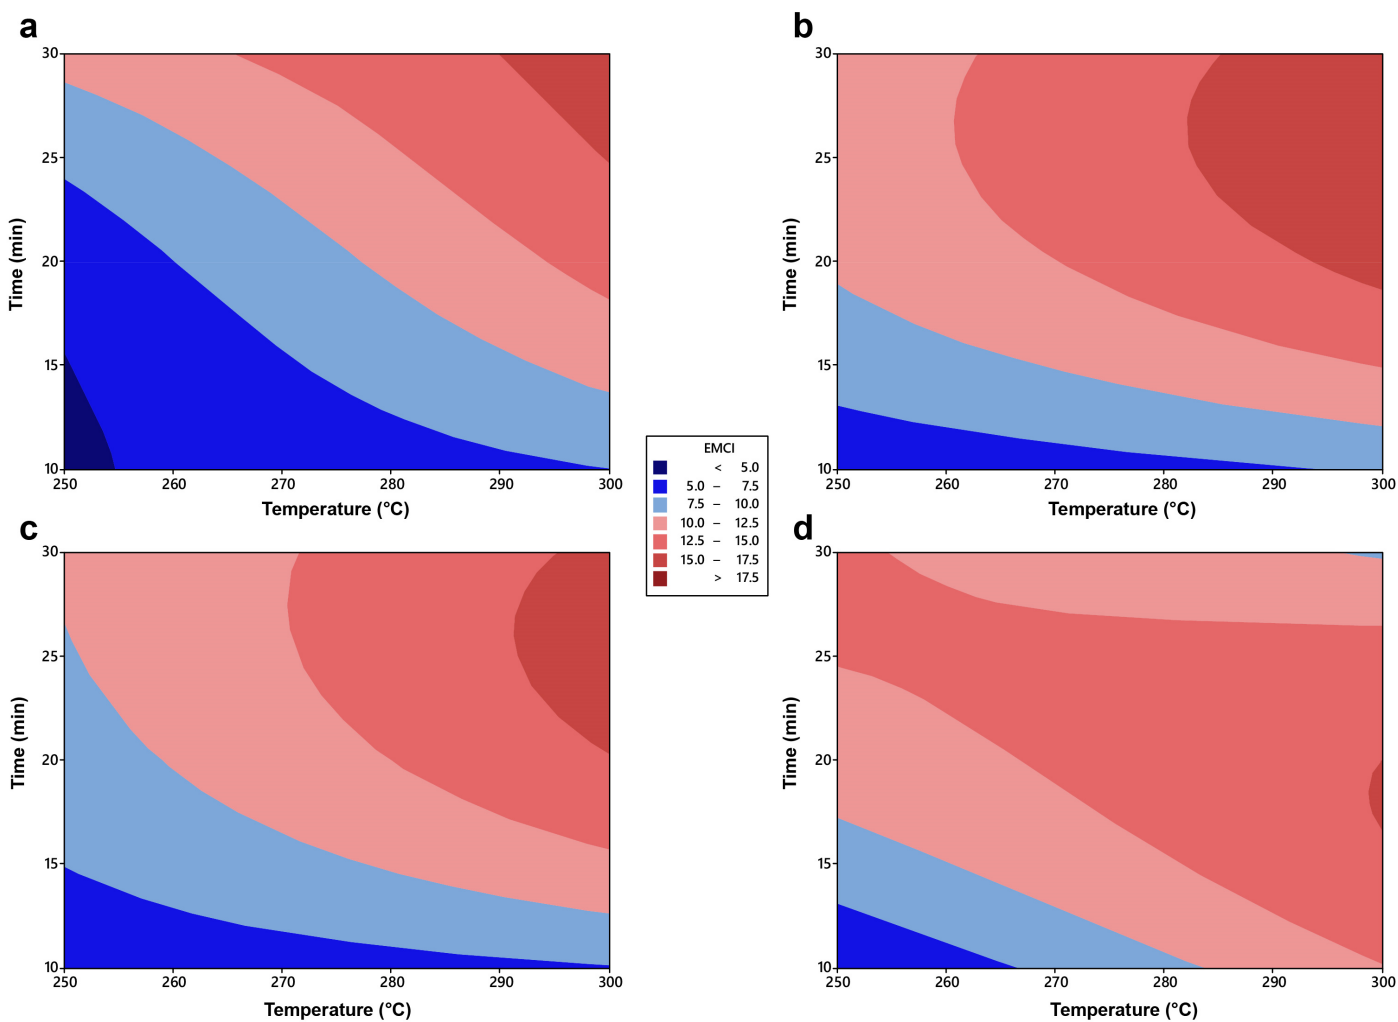 a
30
25
20
15
10
Time (min)
250 260 270 280 290 300
Temperature (°C)
b
30
25
20
15
10
Time (min)
250 260 270 280 290 300
Temperature (°C)
EMCI
< 5.0
5.0 – 7.5
7.5 – 10.0
10.0 – 12.5
12.5 – 15.0
15.0 – 17.5
> 17.5
c
30
25
20
15
10
Time (min)
250 260 270 280 290 300
Temperature (°C)
d
30
25
20
15
10
Time (min)
250 260 270 280 290 300
Temperature (°C)